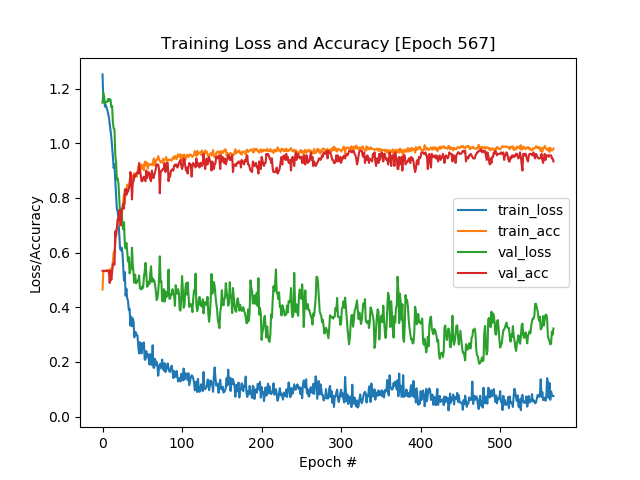 Training Loss and Accuracy [Epoch 567]
Loss/Accuracy
1.2
1.0
0.8
0.6
0.4
0.2
0.0
train_loss
train_acc
val_loss
val_acc
0 100 200 300 400 500
Epoch #